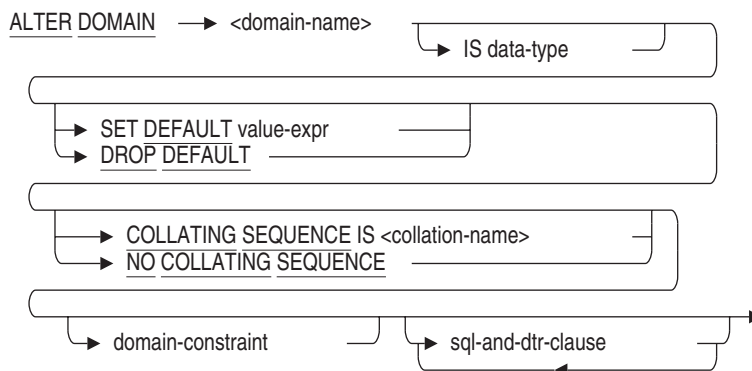 ALTER DOMAIN <domain-name>
IS data-type
SET DEFAULT value-expr
DROP DEFAULT
COLLATING SEQUENCE IS <collation-name>
NO COLLATING SEQUENCE
domain-constraint sql-and-dtr-clause